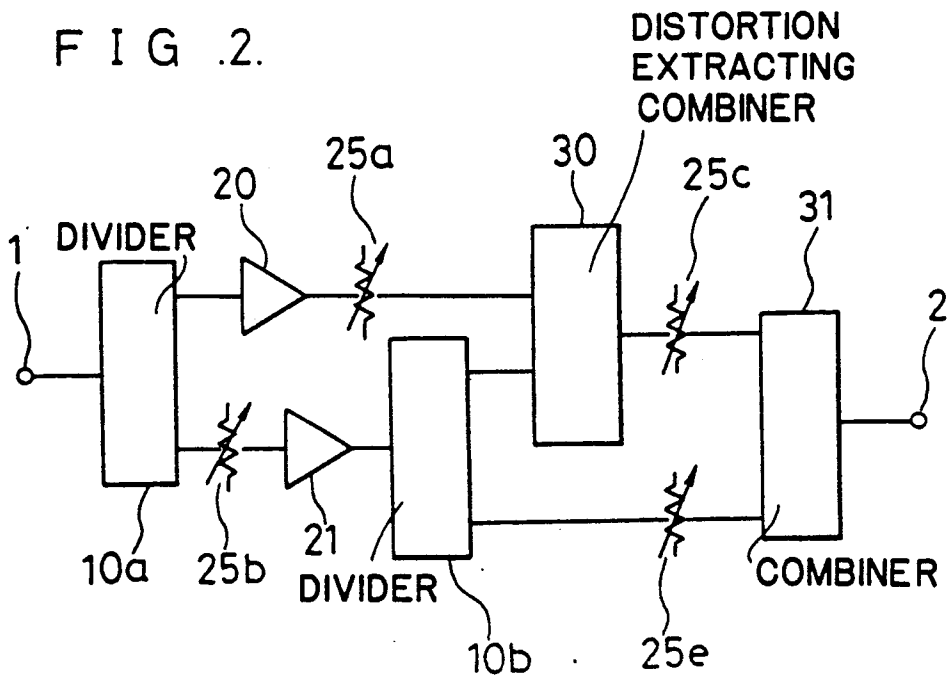 F I G .2.
DISTORTION
EXTRACTING
COMBINER
30
25a
20
25c
31
1
DIVIDER
2
10a
25b
21
DIVIDER
10b
25e
COMBINER